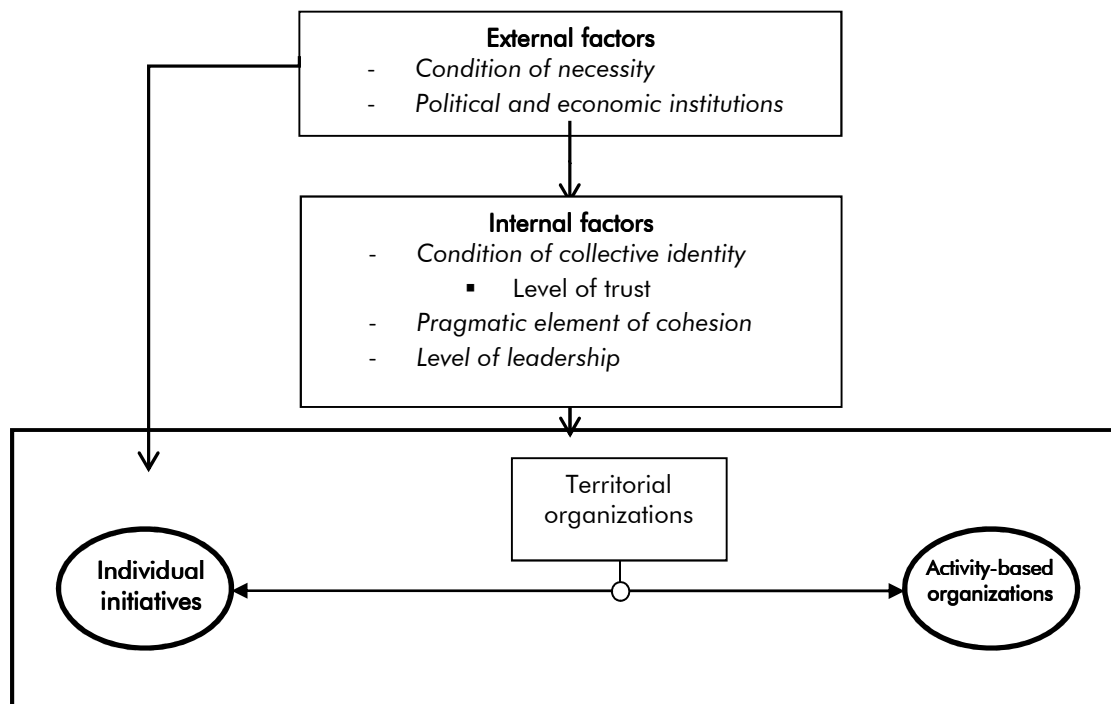 External factors
- Condition of necessity
- Political and economic institutions
Internal factors
- Condition of collective identity
▪ Level of trust
- Pragmatic element of cohesion
- Level of leadership
Territorial
organizations
Individual
initiatives
Activity-based
organizations